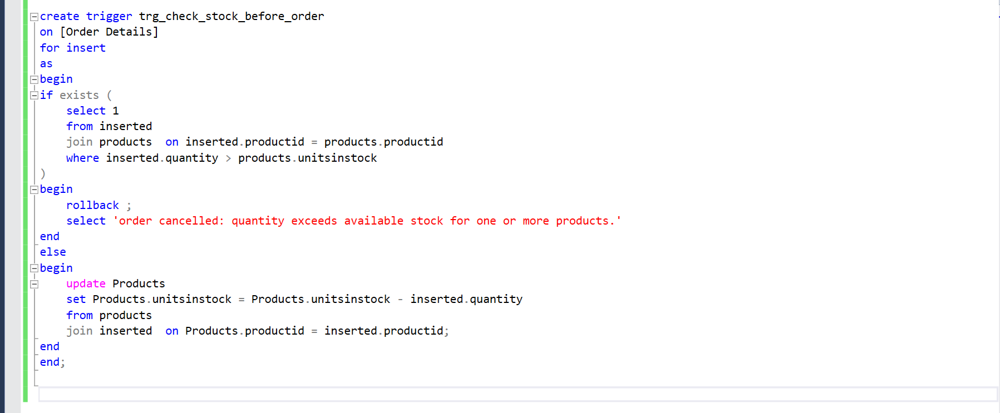 create trigger trg_check_stock_before_order
on [Order Details]
for insert
as
begin
if exists (
    select 1
    from inserted
    join products  on inserted.productid = products.productid
    where inserted.quantity > products.unitsinstock
)
begin
    rollback ;
    select 'order cancelled: quantity exceeds available stock for one or more products.'
end
else
begin
    update Products
    set Products.unitsinstock = Products.unitsinstock - inserted.quantity
    from products
    join inserted  on Products.productid = inserted.productid;
end
end;